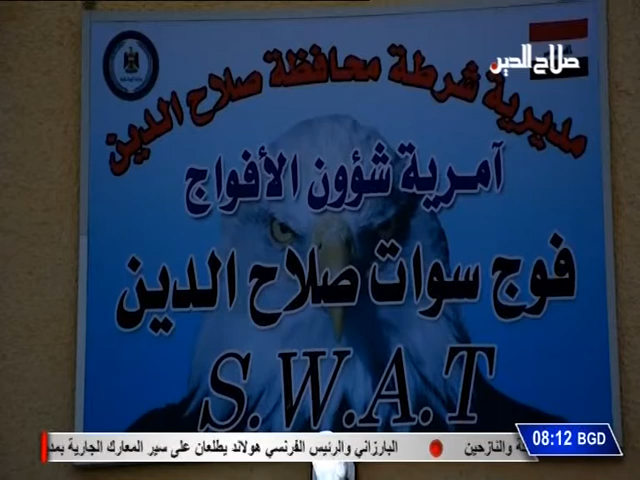 صلاح الدين
مديرية شرطة محافظة صلاح الدين
آمرية شؤون الأفواج
فوج سوات صلاح الدين
S.W.A.T
والنازحين
البارزاني والرئيس الفرنسي هولاند يطلعان على سير المعارك الجارية
08:12 BGD